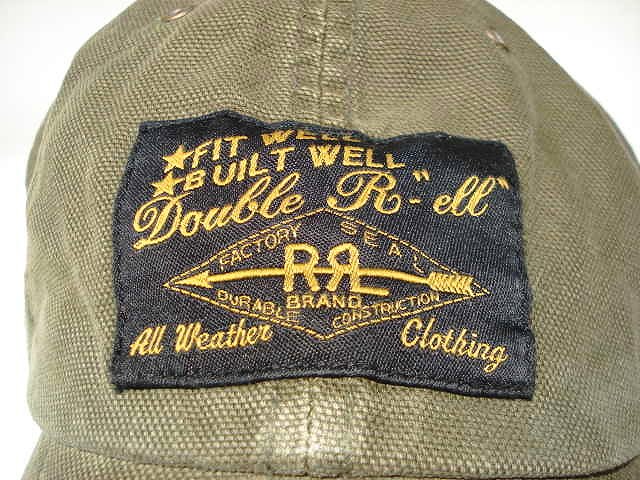 ★FIT WELL
★BUILT WELL
Double R-"ell"
FACTORY SEAL
RRL
BRAND
DURABLE CONSTRUCTION
All Weather Clothing